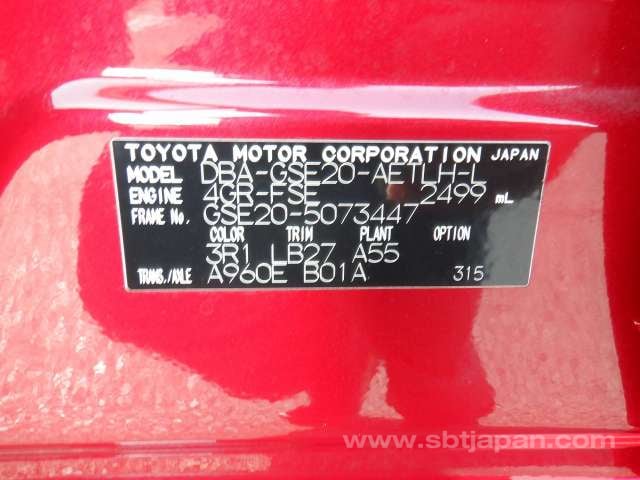 TOYOTA MOTOR CORPORATION JAPAN
MODEL DBA-GSE20-AETLH-L
ENGINE 4GR-FSE 2499 mL
FRAME No. GSE20-5073447
COLOR TRIM PLANT OPTION
3R1 LB27 A55
TRANS./AXLE A960E B01A 315
www.sbtjapan.com